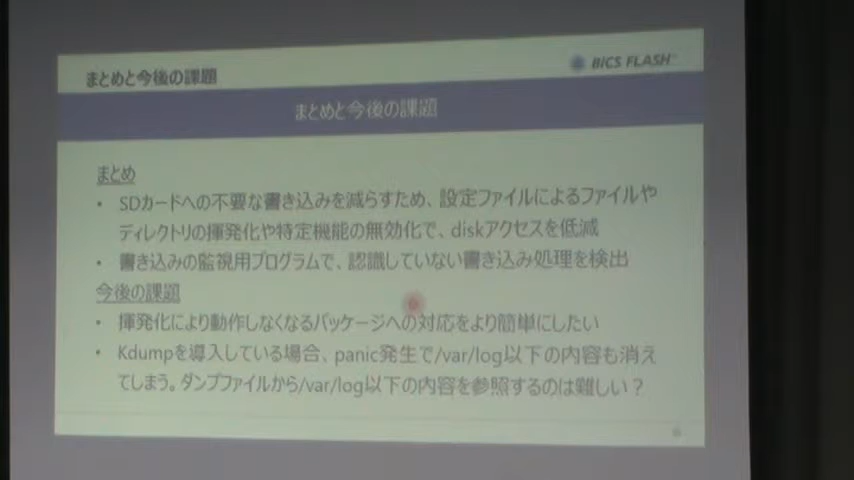 まとめと今後の課題
BiCS FLASH™
まとめと今後の課題
まとめ
・ SDカードへの不要な書き込みを減らすため、設定ファイルによるファイルや
ディレクトリの揮発化や特定機能の無効化で、diskアクセスを低減
・ 書き込みの監視用プログラムで、認識していない書き込み処理を検出
今後の課題
・ 揮発化により動作しなくなるパッケージへの対応をより簡単にしたい
・ Kdumpを導入している場合、panic発生で/var/log以下の内容も消え
てしまう。ダンプファイルから/var/log以下の内容を参照するのは難しい？